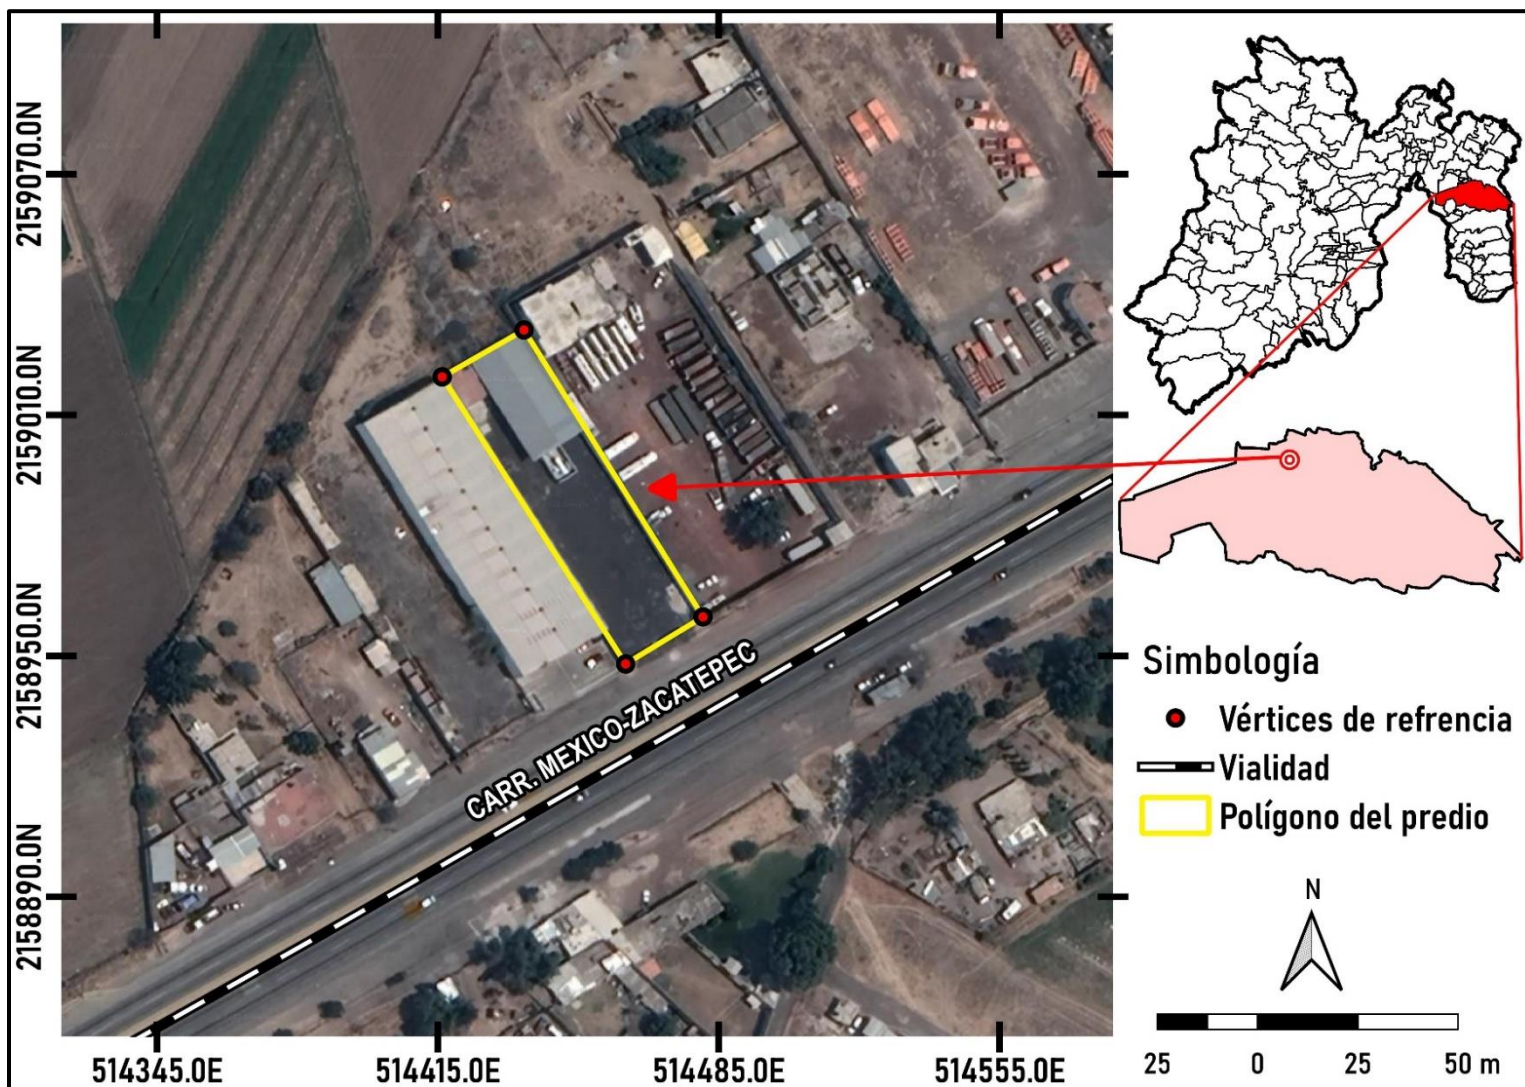 2159070.0N
2159010.0N
2158950.0N
2158890.0N
514345.0E
514415.0E
514485.0E
514555.0E
CARR. MEXICO-ZACATEPEC
Simbología
Vértices de refrencia
Vialidad
Polígono del predio
N
25 0 25 50 m